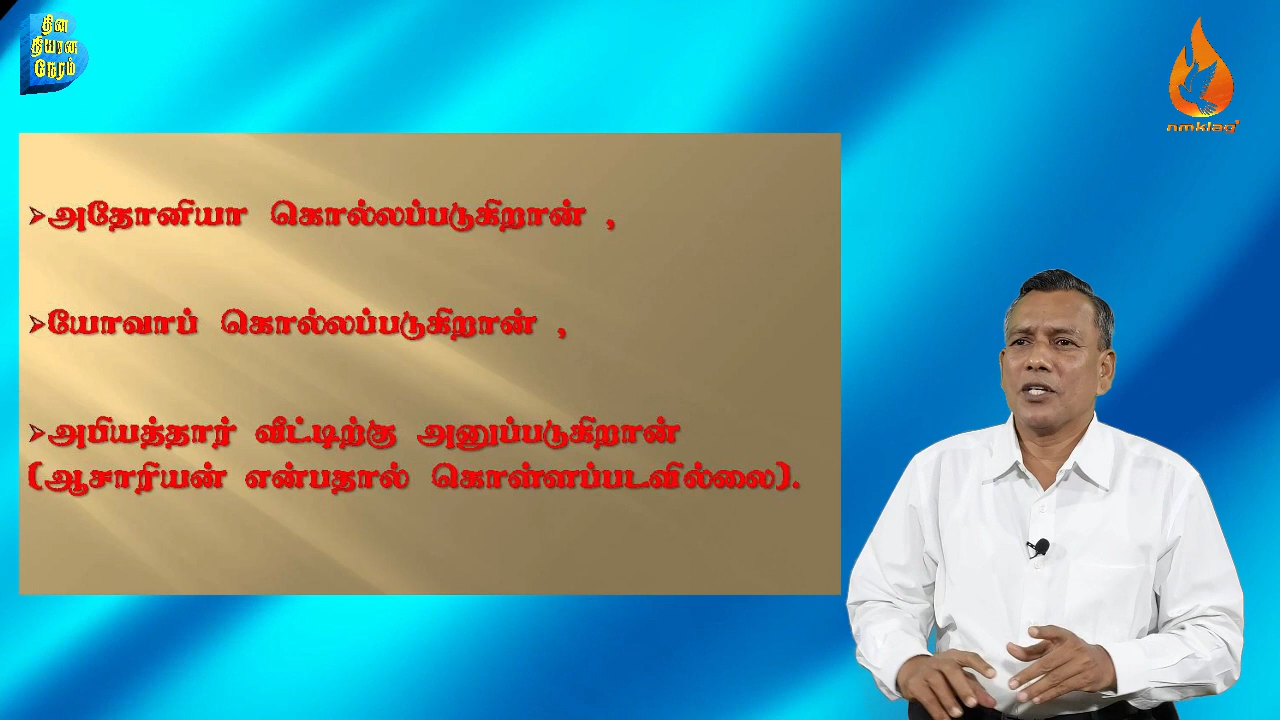 தின
தியான
நேரம்
nmklag
➢அதோனியா கொல்லப்படுகிறான் ,
➢யோவாப் கொல்லப்படுகிறான் ,
➢அபியத்தார் வீட்டிற்கு அனுப்படுகிறான்
(ஆசாரியன் என்பதால் கொள்ளப்படவில்லை).